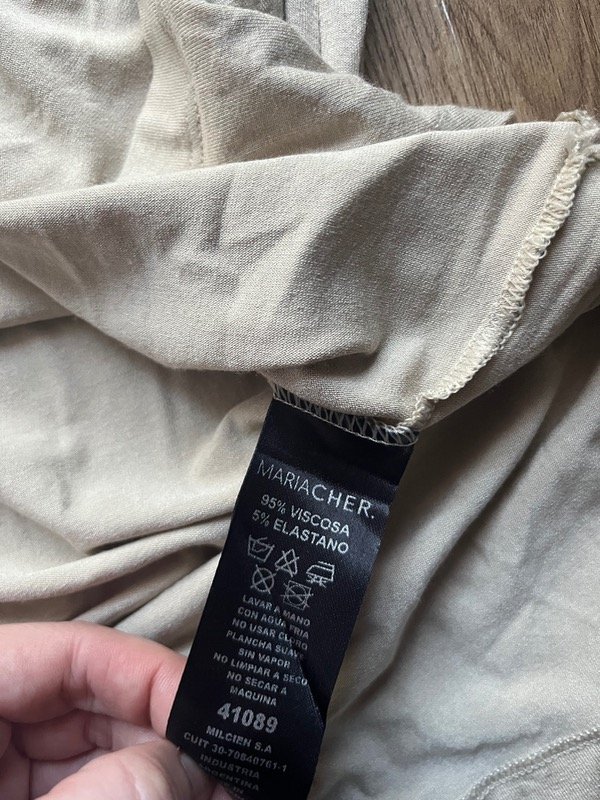 MARIACHER.
95% VISCOSA
5% ELASTANO
LAVAR A MANO
CON AGUA FRIA
NO USAR CLORO
PLANCHA SUAVE
SIN VAPOR
NO LIMPIAR A SECO
NO SECAR A
MAQUINA
41089
MILCIEN S.A
CUIT 30-70840761-1
INDUSTRIA
ARGENTINA